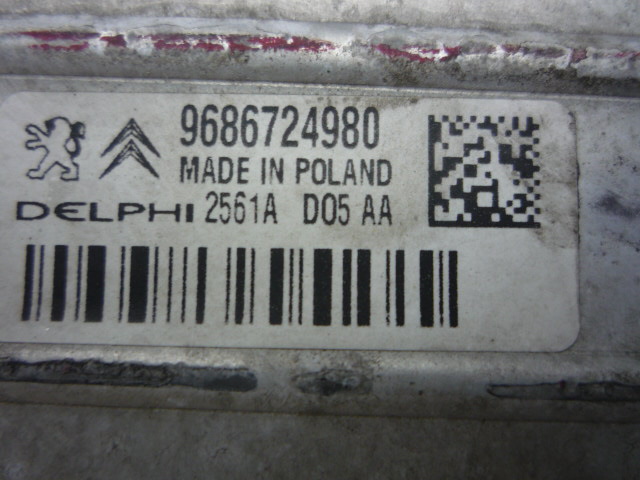 9686724980
MADE IN POLAND
DELPHI 2561A D05 AA